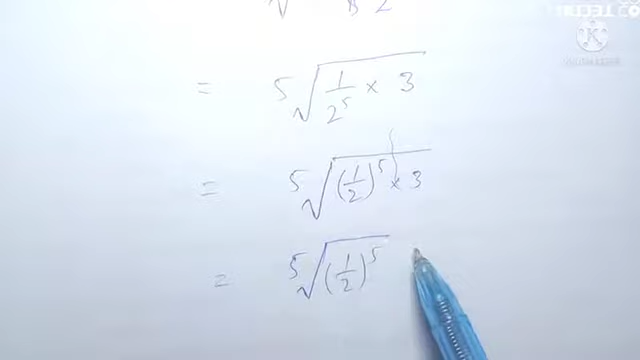 = ⁵√(1/2⁵ × 3)
= ⁵√((1/2)⁵ × 3)
= ⁵√((1/2)⁵)